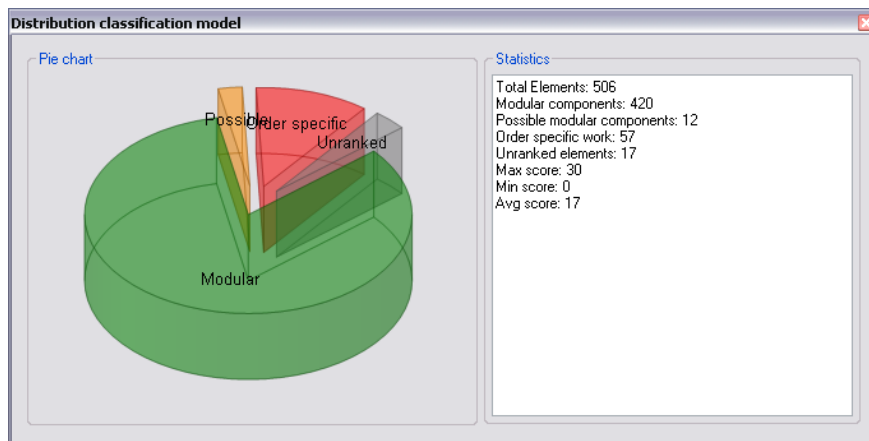 Distribution classification model
Pie chart
Possible
Order specific
Unranked
Modular
Statistics
Total Elements: 506
Modular components: 420
Possible modular components: 12
Order specific work: 57
Unranked elements: 17
Max score: 30
Min score: 0
Avg score: 17